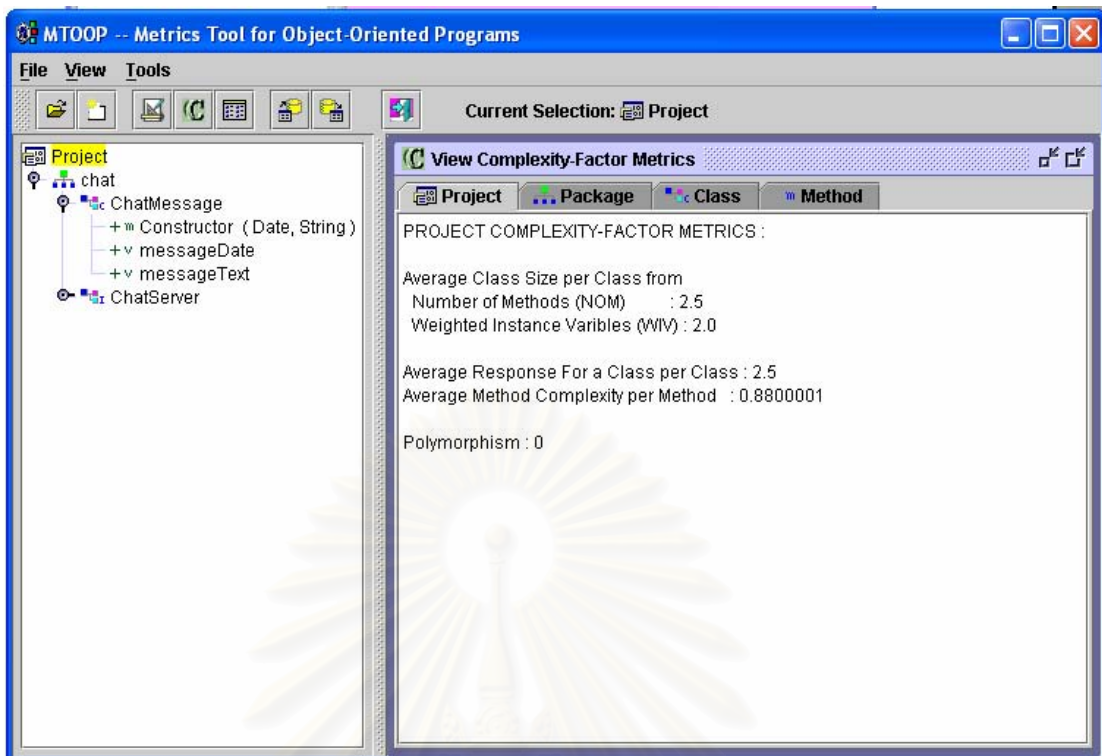 MTOOP -- Metrics Tool for Object-Oriented Programs
File View Tools
Current Selection: Project
Project
chat
ChatMessage
Constructor (Date, String)
messageDate
messageText
ChatServer
View Complexity-Factor Metrics
Project Package Class Method
PROJECT COMPLEXITY-FACTOR METRICS :
Average Class Size per Class from
Number of Methods (NOM) : 2.5
Weighted Instance Varibles (WIV) : 2.0
Average Response For a Class per Class : 2.5
Average Method Complexity per Method : 0.8800001
Polymorphism : 0